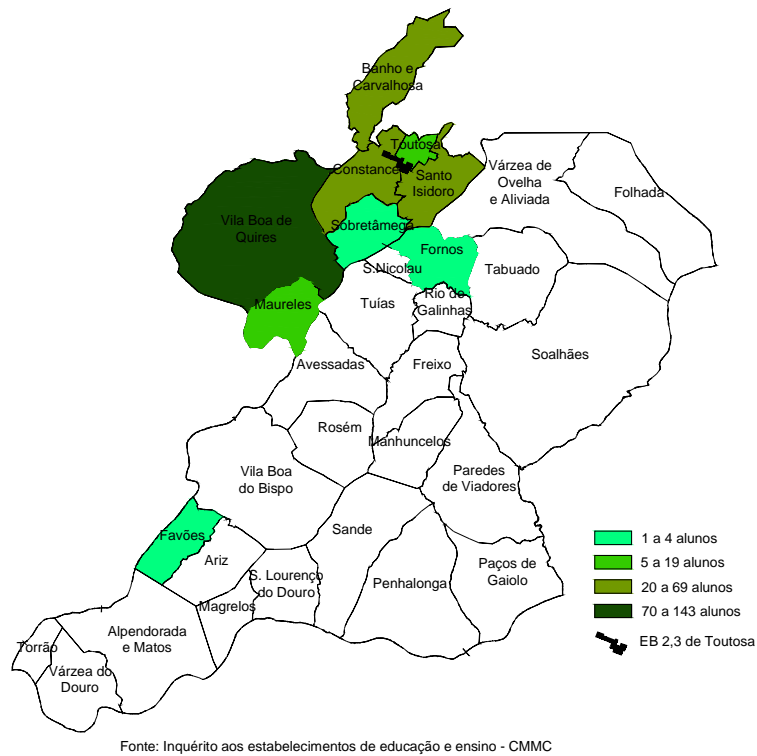 Banho e
Carvalhosa
Toutosa
Constance
Santo
Isidoro
Várzea de
Ovelha
e Aliviada
Folhada
Vila Boa de
Quires
Sobretâmega
Fornos
S.Nicolau
Tabuado
Maureles
Tuías
Rio de
Galinhas
Soalhães
Avessadas
Freixo
Rosém
Manhuncelos
Vila Boa
do Bispo
Paredes
de Viadores
Favões
Sande
Ariz
S. Lourenço
do Douro
Penhalonga
Paços de
Gaiolo
Magrelos
Alpendorada
e Matos
Torrão
Várzea do
Douro
1 a 4 alunos
5 a 19 alunos
20 a 69 alunos
70 a 143 alunos
EB 2,3 de Toutosa
Fonte: Inquérito aos estabelecimentos de educação e ensino - CMMC